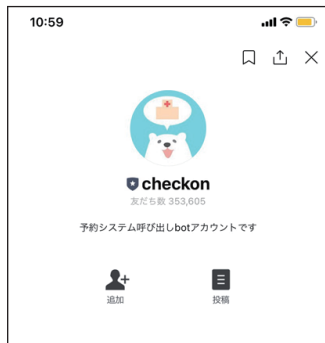 10:59
checkon
友だち数 353,605
予約システム呼び出しbotアカウントです
追加
投稿